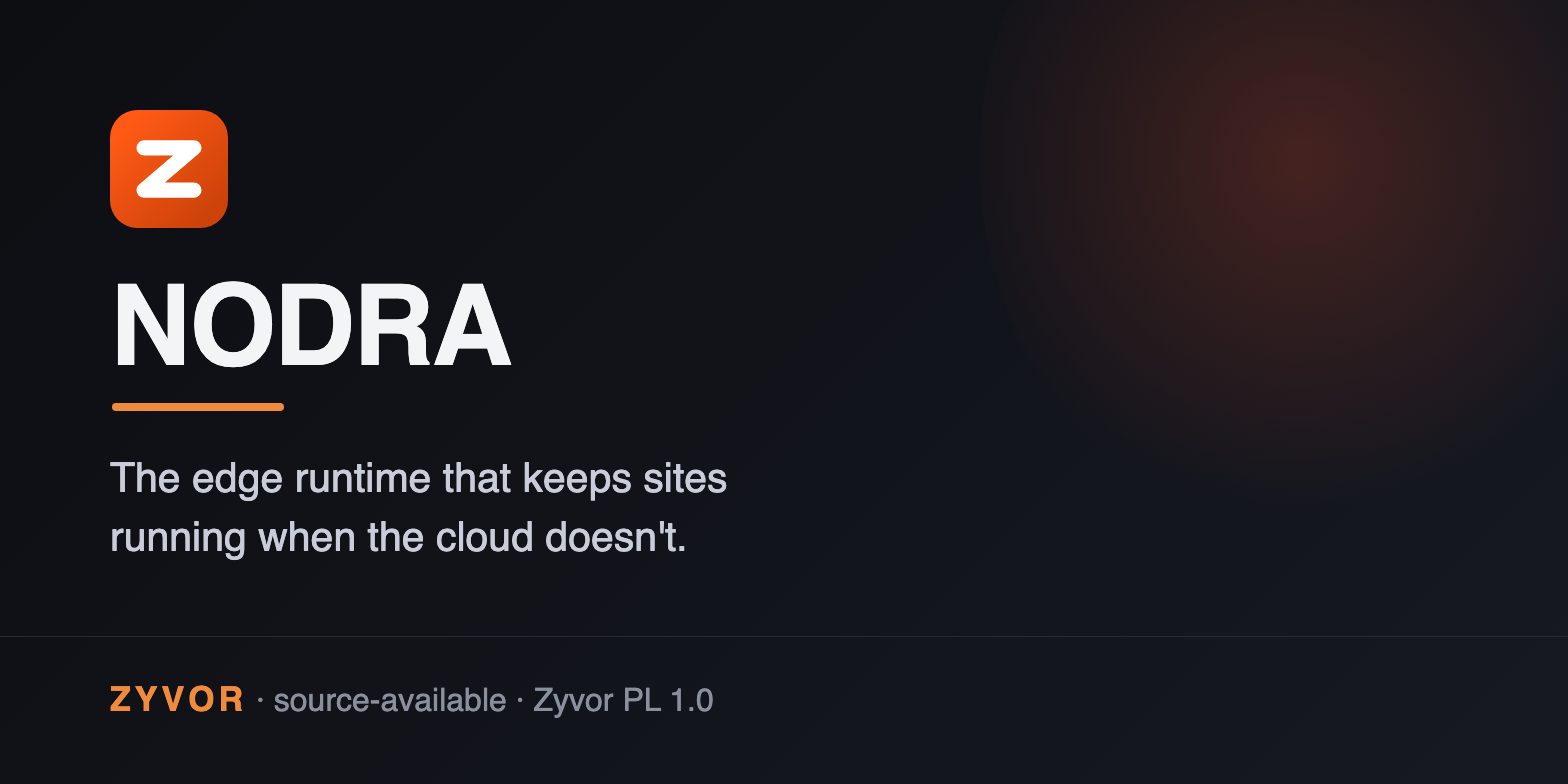 Z
NODRA
The edge runtime that keeps sites
running when the cloud doesn't.
ZYVOR · source-available · Zyvor PL 1.0